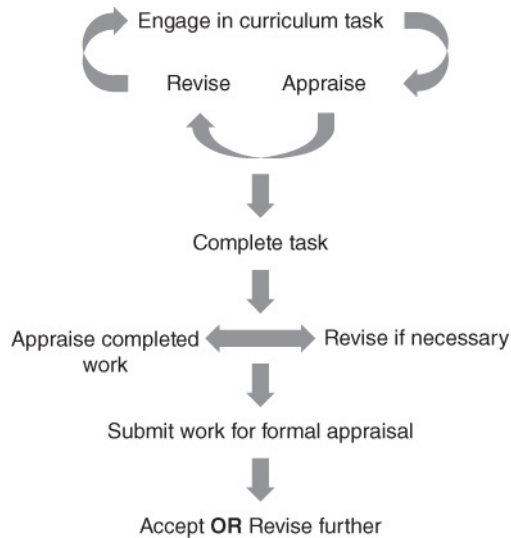 Engage in curriculum task
Revise Appraise
Complete task
Appraise completed
work
Revise if necessary
Submit work for formal appraisal
Accept OR Revise further